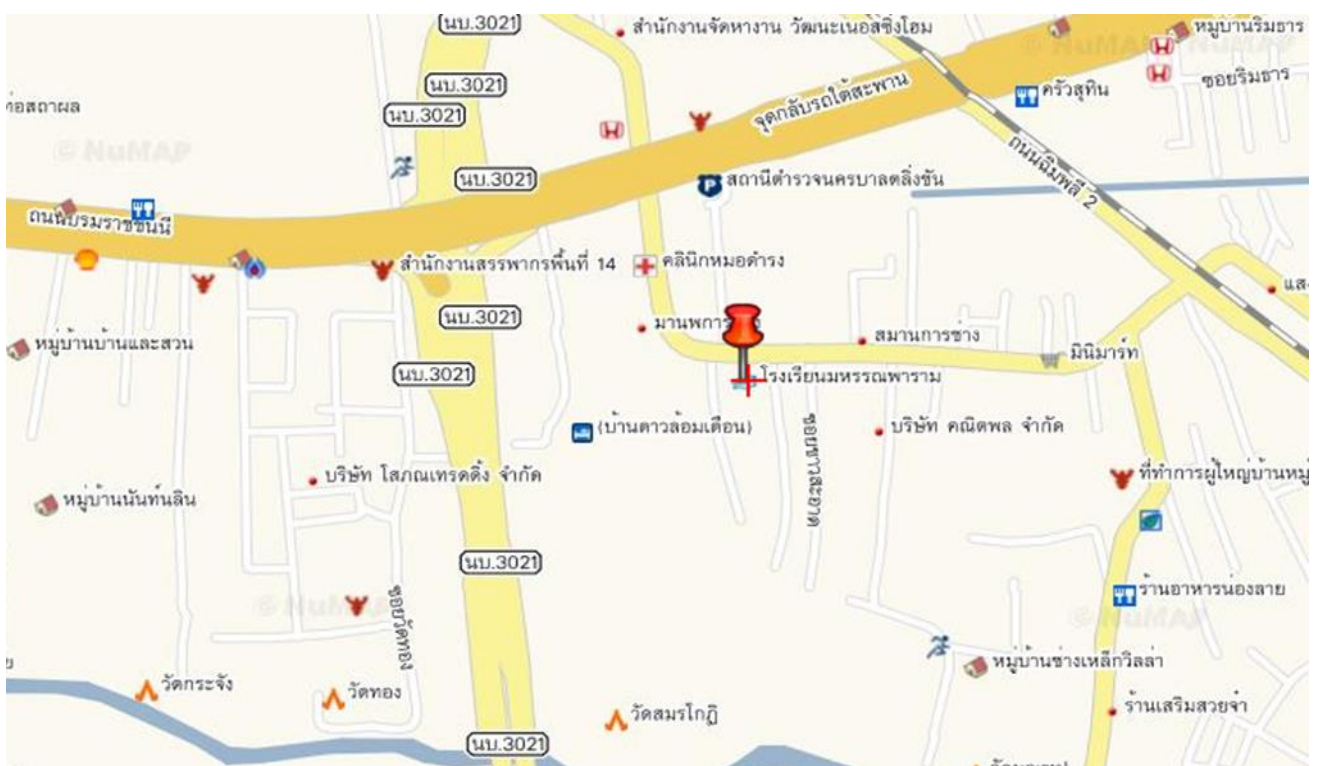 นบ.3021
สำนักงานจัดหางาน วัฒนะเนอสซิ่งโฮม
หมู่บ้านริมธาร
© NuMAP
NuMAP
นบ.3021
ครัวสุทิน
ซอยริมธาร
จุดกลับรถใต้สะพาน
นบ.3021
© NuMAP
ถนนฉิมพลี 2
นบ.3021
สถานีตำรวจนครบาลตลิ่งชัน
ถนนบรมราชชนนี
สำนักงานสรรพากรพื้นที่ 14
คลินิกหมอดำรง
นบ.3021
สมานการช่าง
หมู่บ้านบ้านและสวน
มินิมาร์ท
นบ.3021
โรงเรียนมหรรณพาราม
(บ้านดาวล้อมเดือน)
บริษัท คณิตพล จำกัด
ซอยขาวสะอาด
บริษัท โสภณเทรดดิ้ง จำกัด
ที่ทำการผู้ใหญ่บ้านหมู่
หมู่บ้านนันท์นลิน
นบ.3021
ร้านอาหารน่องลาย
© NuMAP
© NuMAP
ซอยวัดทอง
หมู่บ้านช่างเหล็กวิลล่า
วัดกระจัง
วัดทอง
ร้านเสริมสวยจ๋า
วัดสมรโกฎิ
นบ.3021